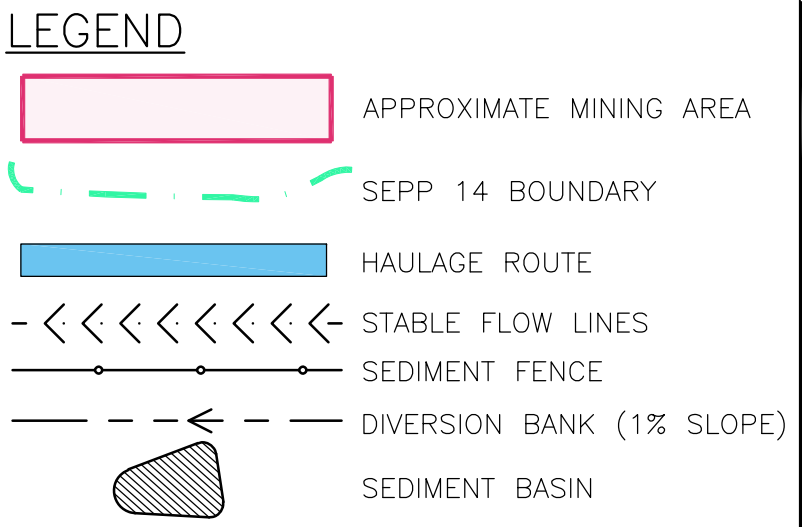 LEGEND
APPROXIMATE MINING AREA
SEPP 14 BOUNDARY
HAULAGE ROUTE
STABLE FLOW LINES
SEDIMENT FENCE
DIVERSION BANK (1% SLOPE)
SEDIMENT BASIN